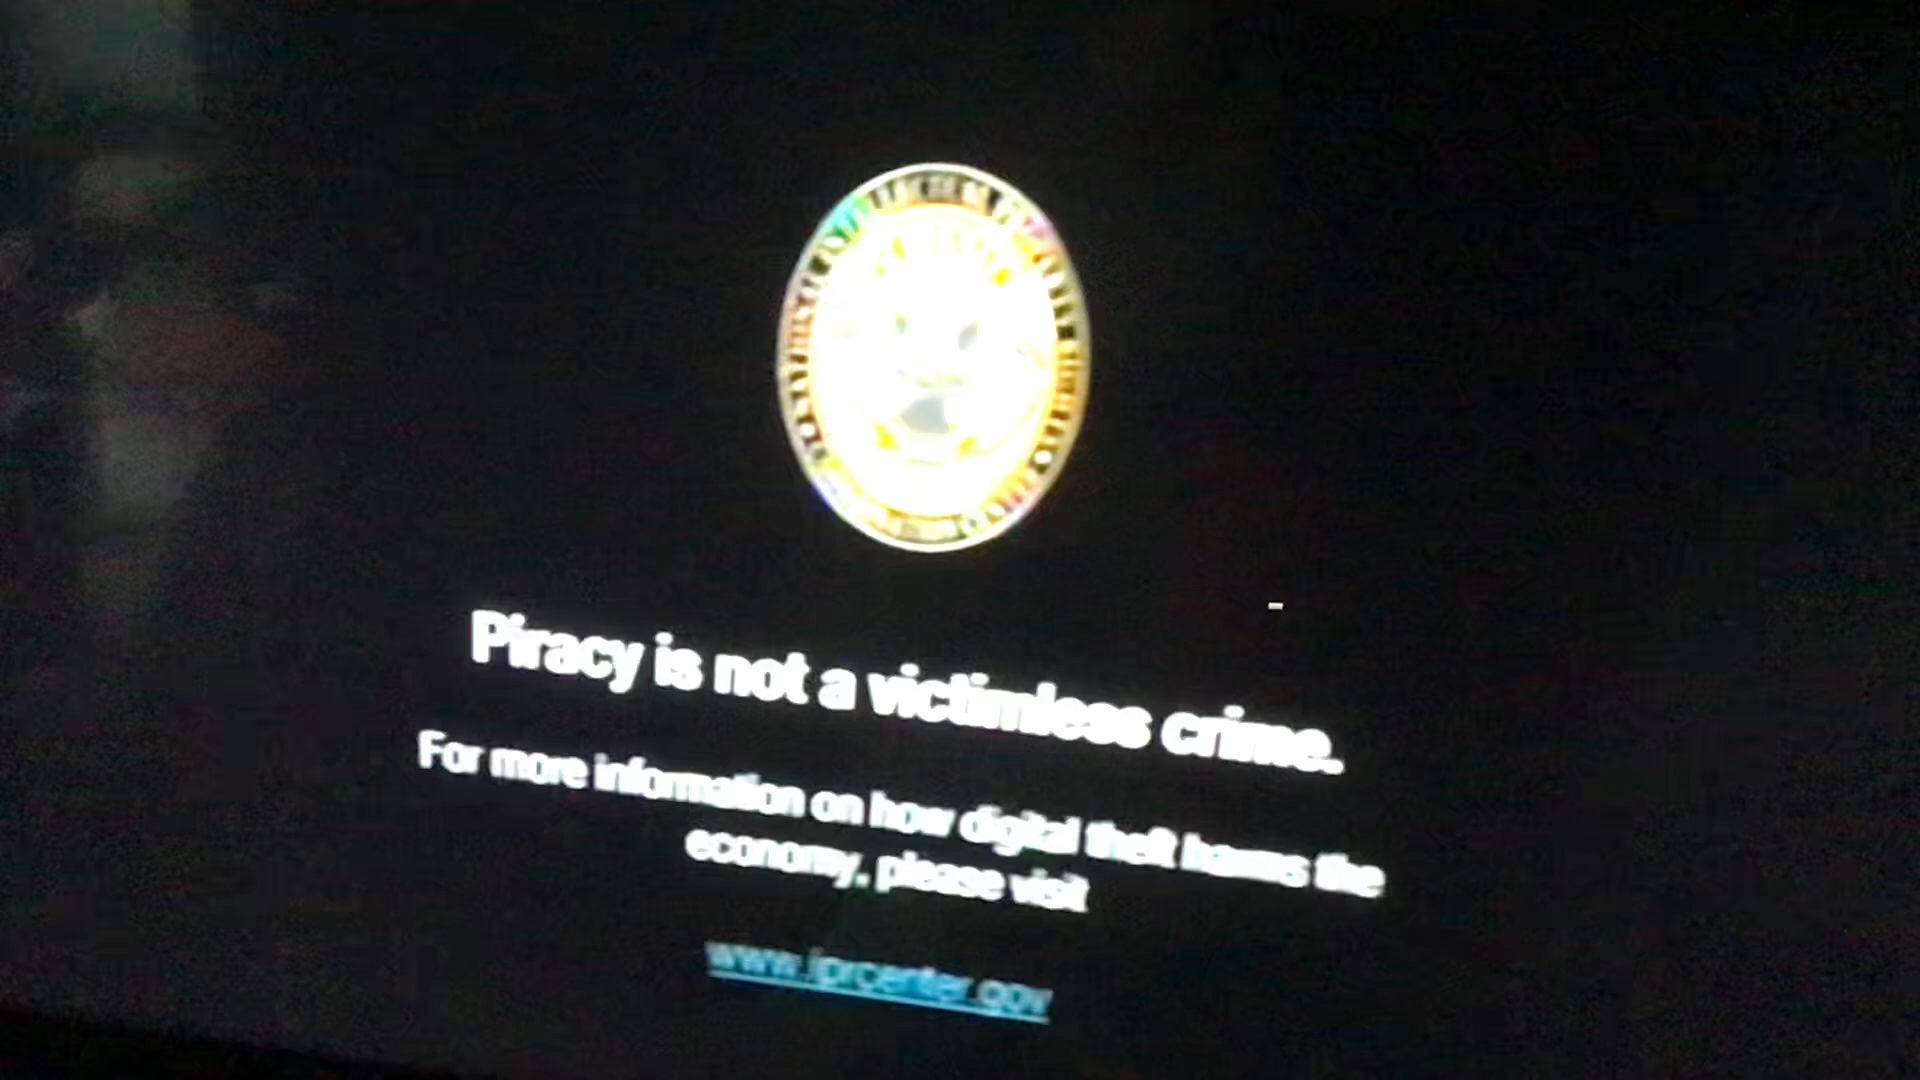 Piracy is not a victimless crime.
For more information on how digital theft harms the
economy, please visit
www.iprcenter.gov